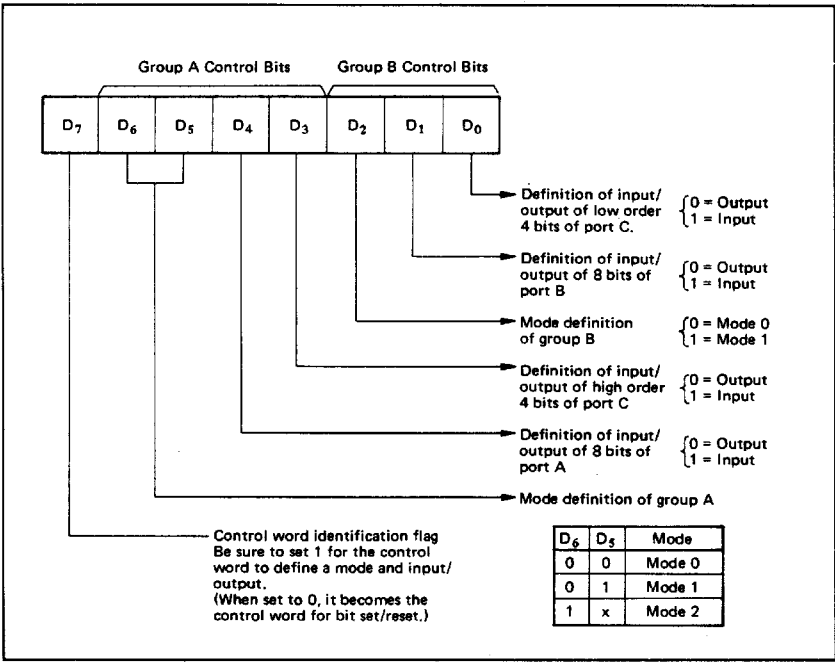 Group A Control Bits Group B Control Bits
D7 D6 D5 D4 D3 D2 D1 D0
Definition of input/
output of low order
4 bits of port C.
0 = Output
1 = Input
Definition of input/
output of 8 bits of
port B
0 = Output
1 = Input
Mode definition
of group B
0 = Mode 0
1 = Mode 1
Definition of input/
output of high order
4 bits of port C
0 = Output
1 = Input
Definition of input/
output of 8 bits of
port A
0 = Output
1 = Input
Mode definition of group A
Control word identification flag
Be sure to set 1 for the control
word to define a mode and input/
output.
(When set to 0, it becomes the
control word for bit set/reset.)
D6 D5 Mode
0 0 Mode 0
0 1 Mode 1
1 x Mode 2